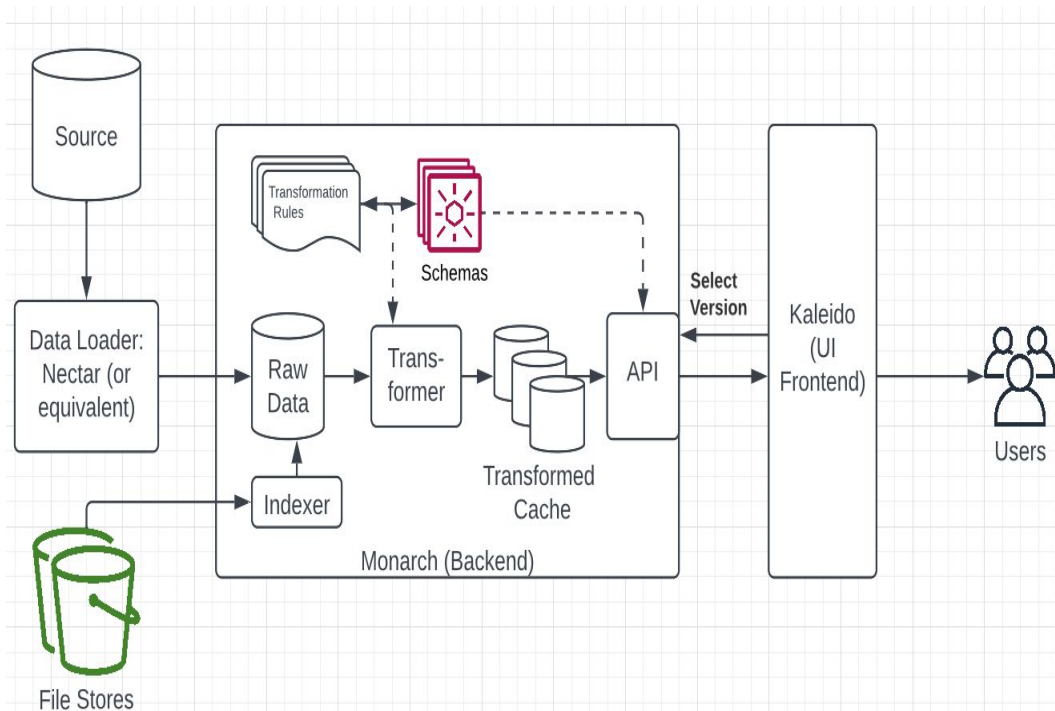 Source
Data Loader:
Nectar (or
equivalent)
File Stores
Transformation
Rules
Schemas
Raw
Data
Indexer
Trans-
former
Transformed
Cache
API
Monarch (Backend)
Select
Version
Kaleido
(UI
Frontend)
Users